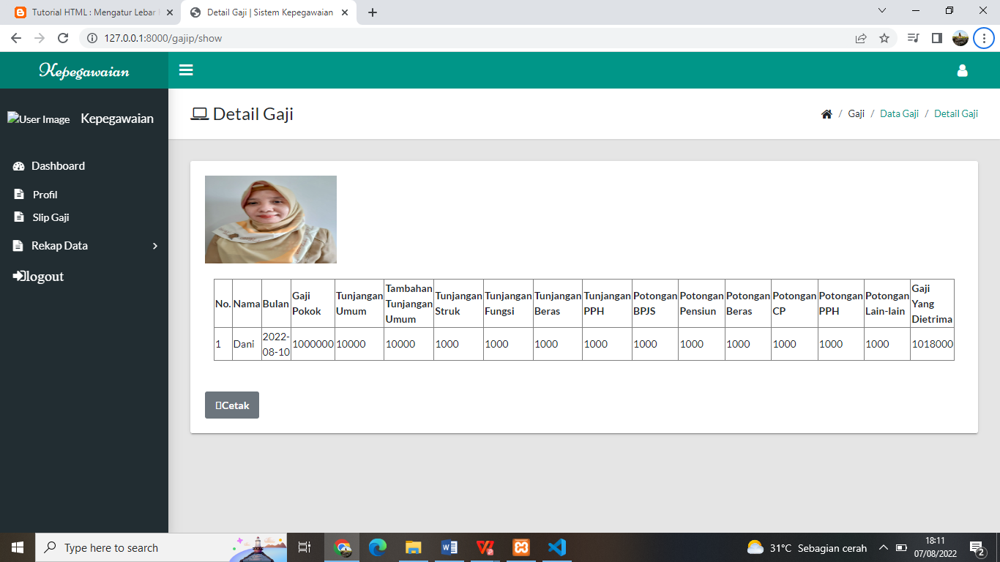 Tutorial HTML : Mengatur Lebar
Detail Gaji | Sistem Kepegawaian
127.0.0.1:8000/gajip/show
Kepegawaian
User Image Kepegawaian
Detail Gaji
Gaji / Data Gaji / Detail Gaji
Dashboard
Profil
Slip Gaji
Rekap Data
logout
No. Nama Bulan Gaji Pokok Tunjangan Umum Tambahan Tunjangan Umum Tunjangan Struk Tunjangan Fungsi Tunjangan Beras Tunjangan PPH Potongan BPJS Potongan Pensiun Potongan Beras Potongan CP Potongan PPH Potongan Lain-lain Gaji Yang Dietrima
1 Dani 2022-08-10 1000000 10000 10000 1000 1000 1000 1000 1000 1000 1000 1000 1000 1000 1018000
Cetak
Type here to search
31°C Sebagian cerah
18:11
07/08/2022
2